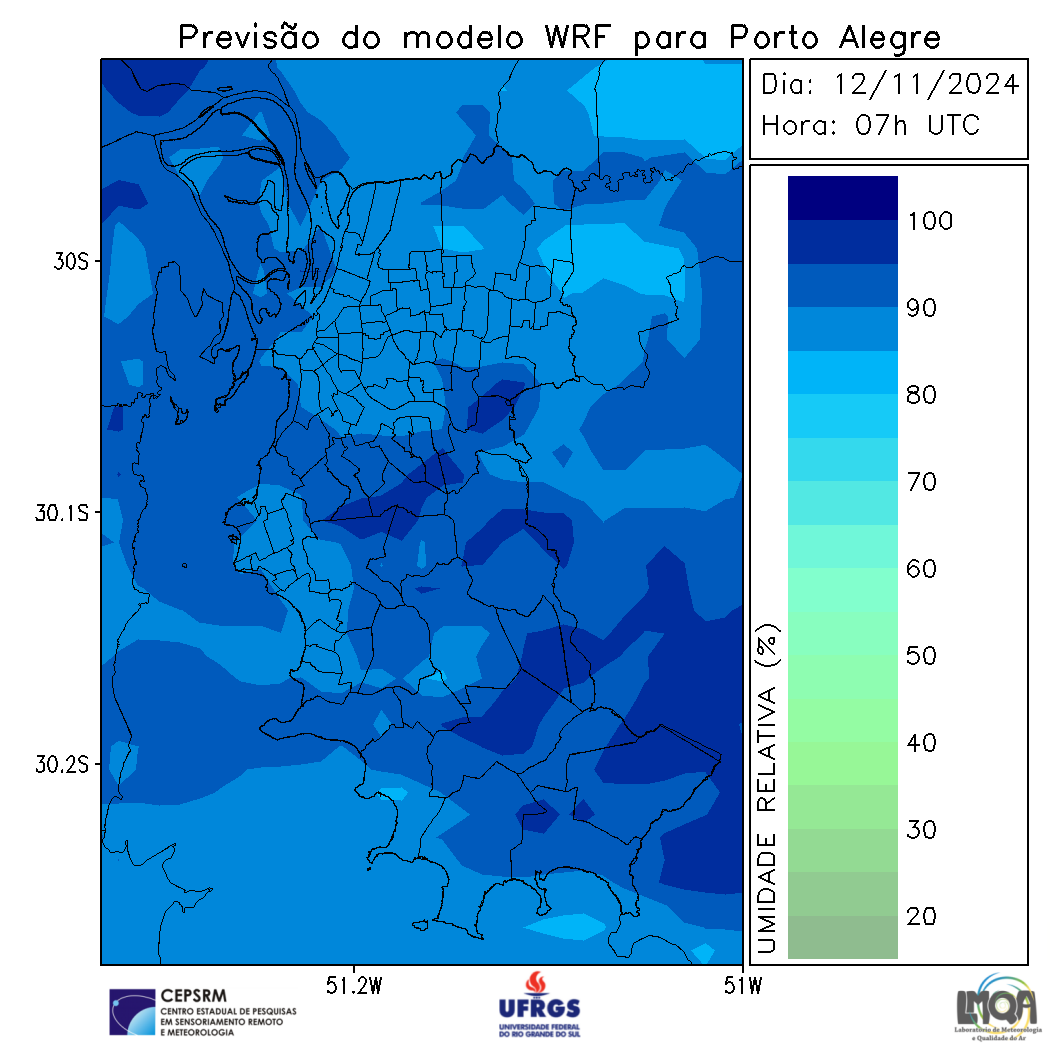 Previsão do modelo WRF para Porto Alegre
Dia: 12/11/2024
Hora: 07h UTC
30S
30.1S
30.2S
51.2W
51W
UMIDADE RELATIVA (%)
100
90
80
70
60
50
40
30
20
CEPSRM
CENTRO ESTADUAL DE PESQUISAS
EM SENSORIAMENTO REMOTO
E METEOROLOGIA
UFRGS
UNIVERSIDADE FEDERAL
DO RIO GRANDE DO SUL
LMQA
Laboratório de Meteorologia
e Qualidade do Ar